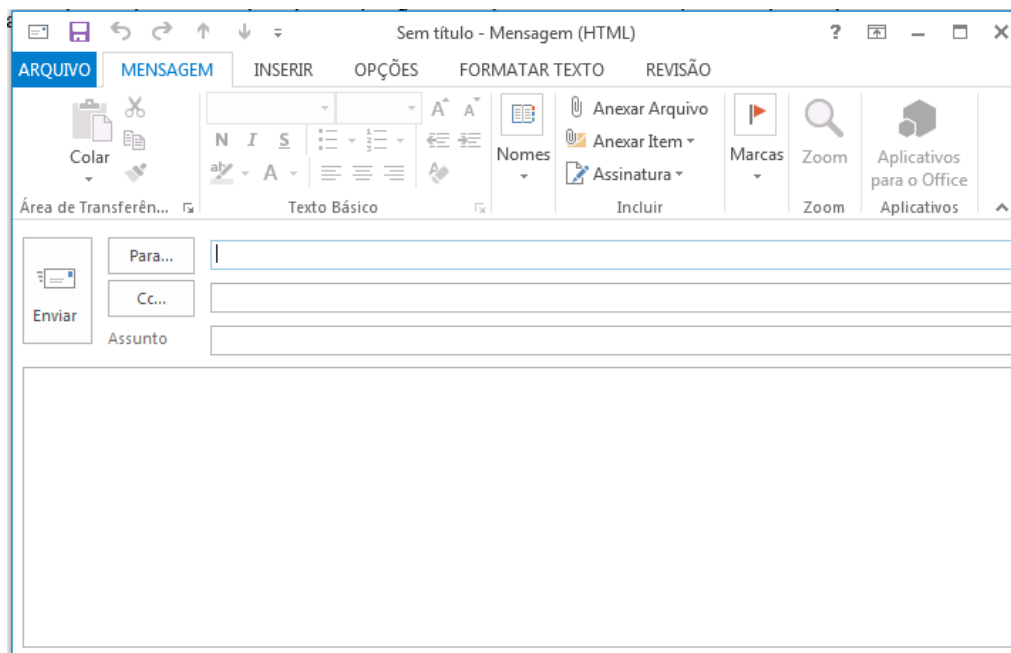 Sem título - Mensagem (HTML)
ARQUIVO MENSAGEM INSERIR OPÇÕES FORMATAR TEXTO REVISÃO
Colar
N I S
A A
aby A
Nomes
Anexar Arquivo
Anexar Item
Assinatura
Marcas
Zoom
Aplicativos
para o Office
Área de Transferên... Texto Básico Incluir Zoom Aplicativos
Enviar
Para...
Cc...
Assunto